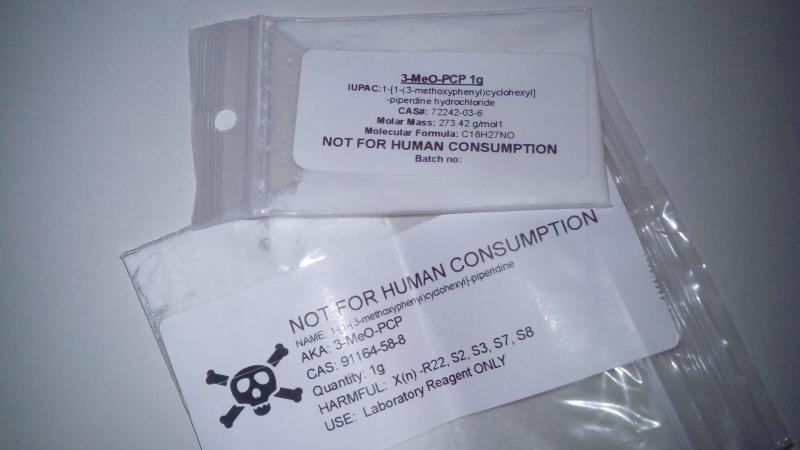 3-MeO-PCP 1g
IUPAC:1-[1-(3-methoxyphenyl)cyclohexyl]
-piperdine hydrochloride
CAS#: 72242-03-6
Molar Mass: 273.42 g/mol1
Molecular Formula: C18H27NO
NOT FOR HUMAN CONSUMPTION
Batch no:
NOT FOR HUMAN CONSUMPTION
NAME: 1-[1-(3-methoxyphenyl)cyclohexyl]-piperidine
AKA: 3-MeO-PCP
CAS: 91164-58-8
Quantity: 1g
HARMFUL: X(n) -R22, S2, S3, S7, S8
USE: Laboratory Reagent ONLY